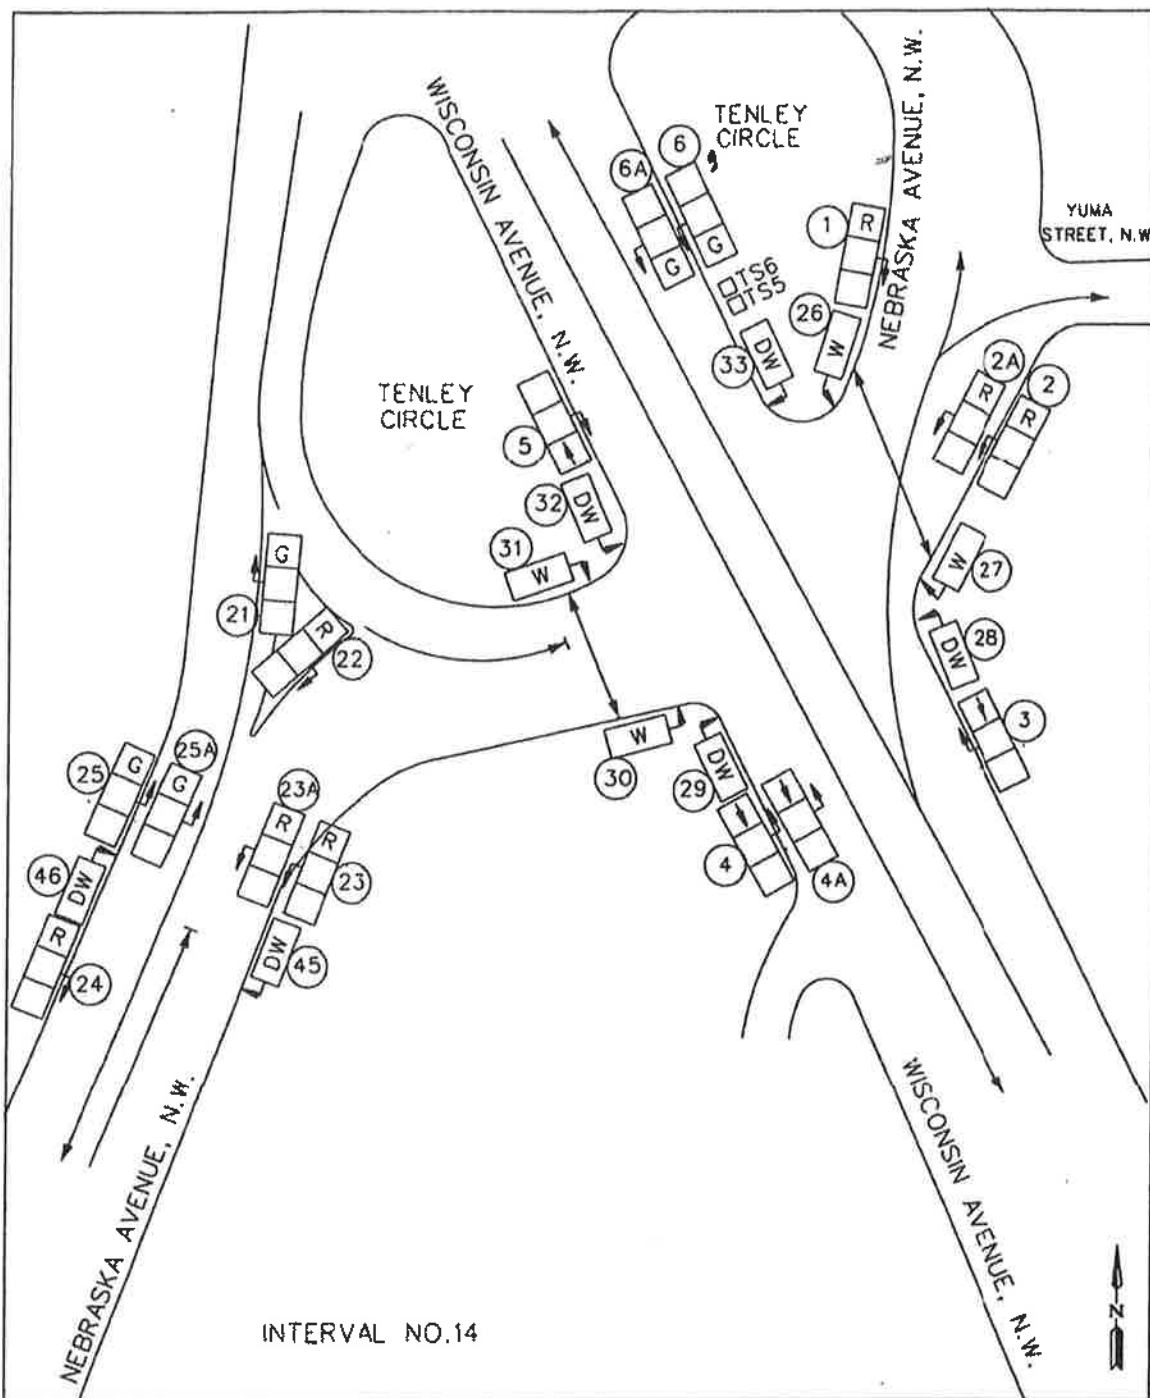 WISCONSIN AVENUE, N.W.
TENLEY
CIRCLE
NEBRASKA AVENUE, N.W.
YUMA
STREET, N.W
6
6A
G
G
1
R
TS6
TS5
26
W
33
DW
2A
R
2
R
TENLEY
CIRCLE
5
32
DW
31
W
27
W
28
DW
3
21
G
22
R
30
W
29
DW
4
4A
25
G
25A
G
23A
R
23
R
46
DW
24
R
45
DW
NEBRASKA AVENUE, N.W.
WISCONSIN AVENUE, N.W.
INTERVAL NO.14
N